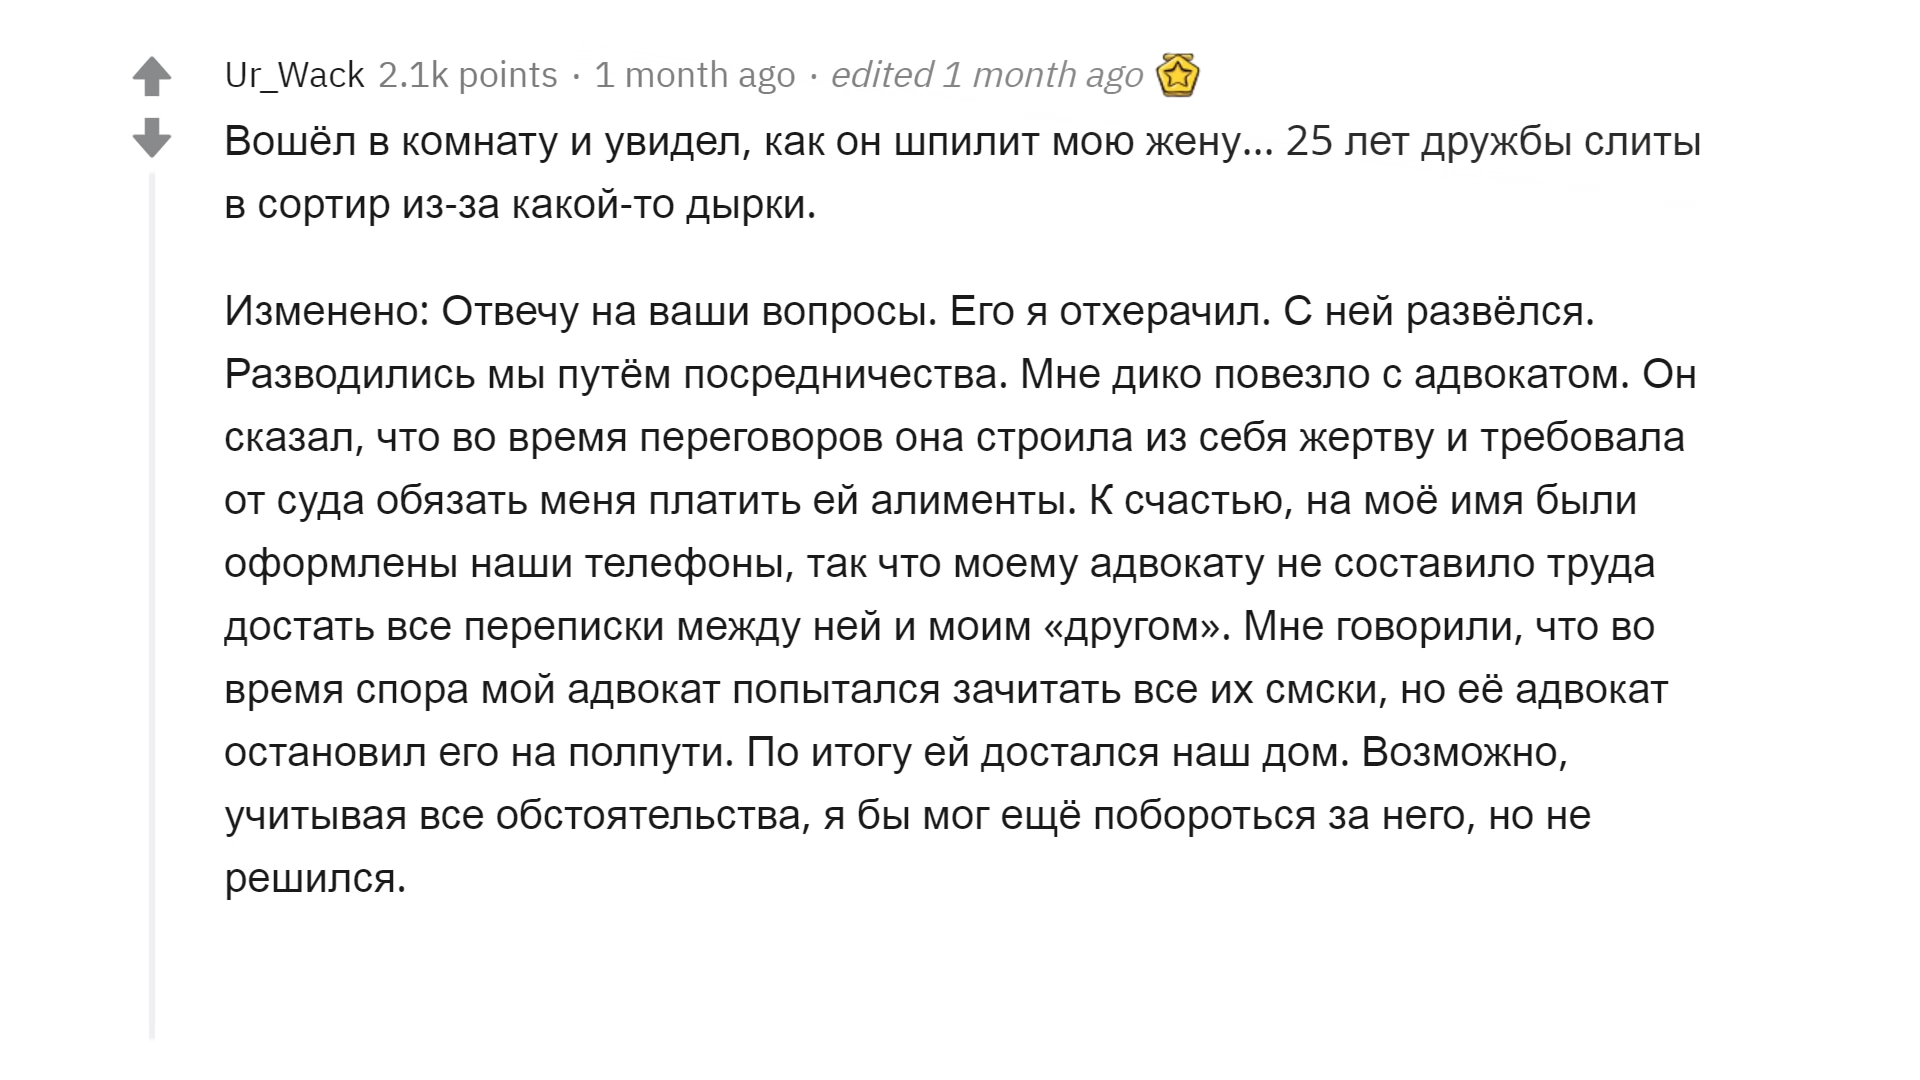 Ur_Wack 2.1k points · 1 month ago · edited 1 month ago
Вошёл в комнату и увидел, как он шпилит мою жену... 25 лет дружбы слиты
в сортир из-за какой-то дырки.
Изменено: Отвечу на ваши вопросы. Его я отхерачил. С ней развёлся.
Разводились мы путём посредничества. Мне дико повезло с адвокатом. Он
сказал, что во время переговоров она строила из себя жертву и требовала
от суда обязать меня платить ей алименты. К счастью, на моё имя были
оформлены наши телефоны, так что моему адвокату не составило труда
достать все переписки между ней и моим «другом». Мне говорили, что во
время спора мой адвокат попытался зачитать все их смски, но её адвокат
остановил его на полпути. По итогу ей достался наш дом. Возможно,
учитывая все обстоятельства, я бы мог ещё побороться за него, но не
решился.